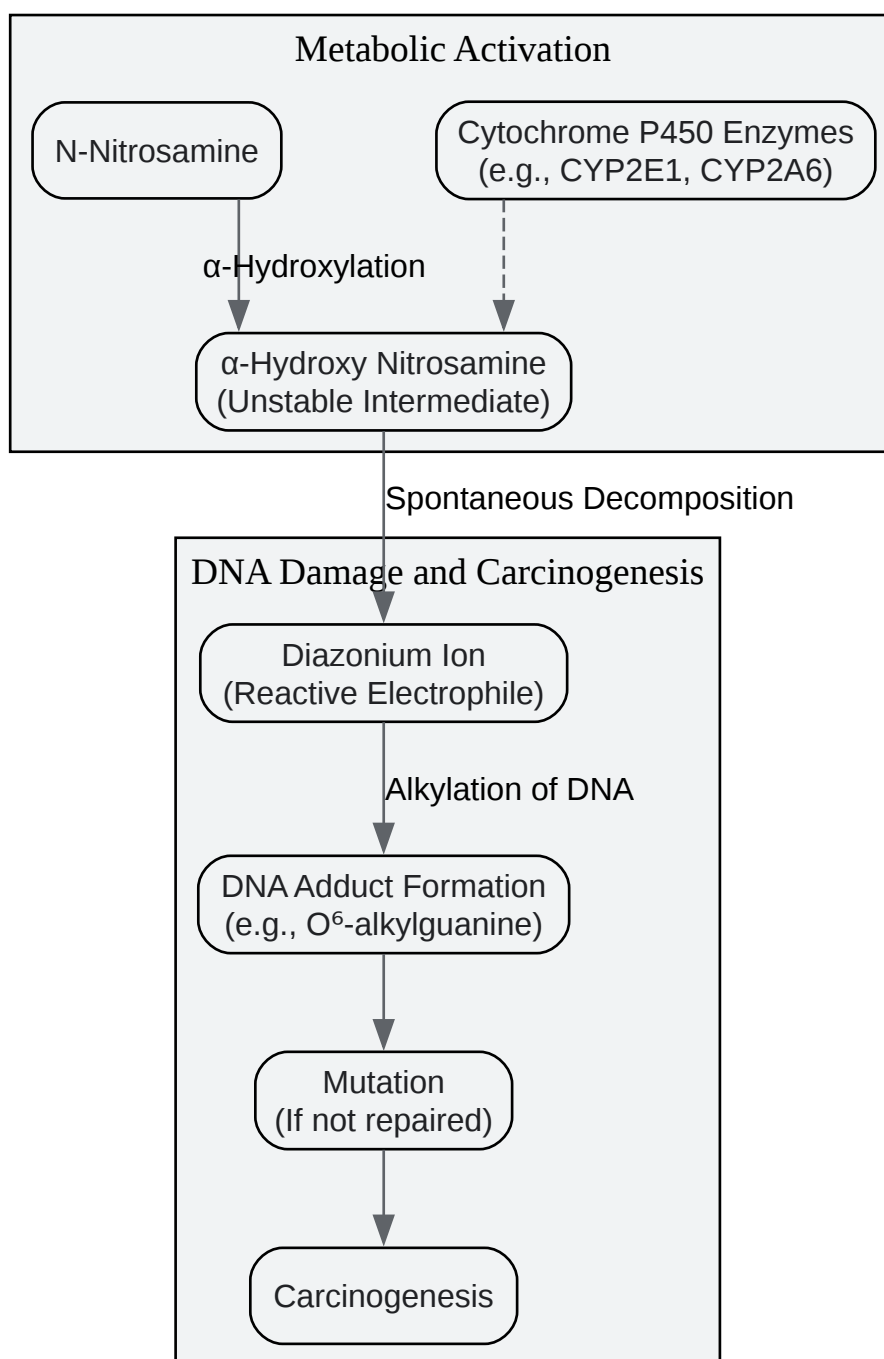 Metabolic Activation
N-Nitrosamine
Cytochrome P450 Enzymes
(e.g., CYP2E1, CYP2A6)
α-Hydroxylation
α-Hydroxy Nitrosamine
(Unstable Intermediate)
Spontaneous Decomposition
DNA Damage and Carcinogenesis
Diazonium Ion
(Reactive Electrophile)
Alkylation of DNA
DNA Adduct Formation
(e.g., O⁶-alkylguanine)
Mutation
(If not repaired)
Carcinogenesis